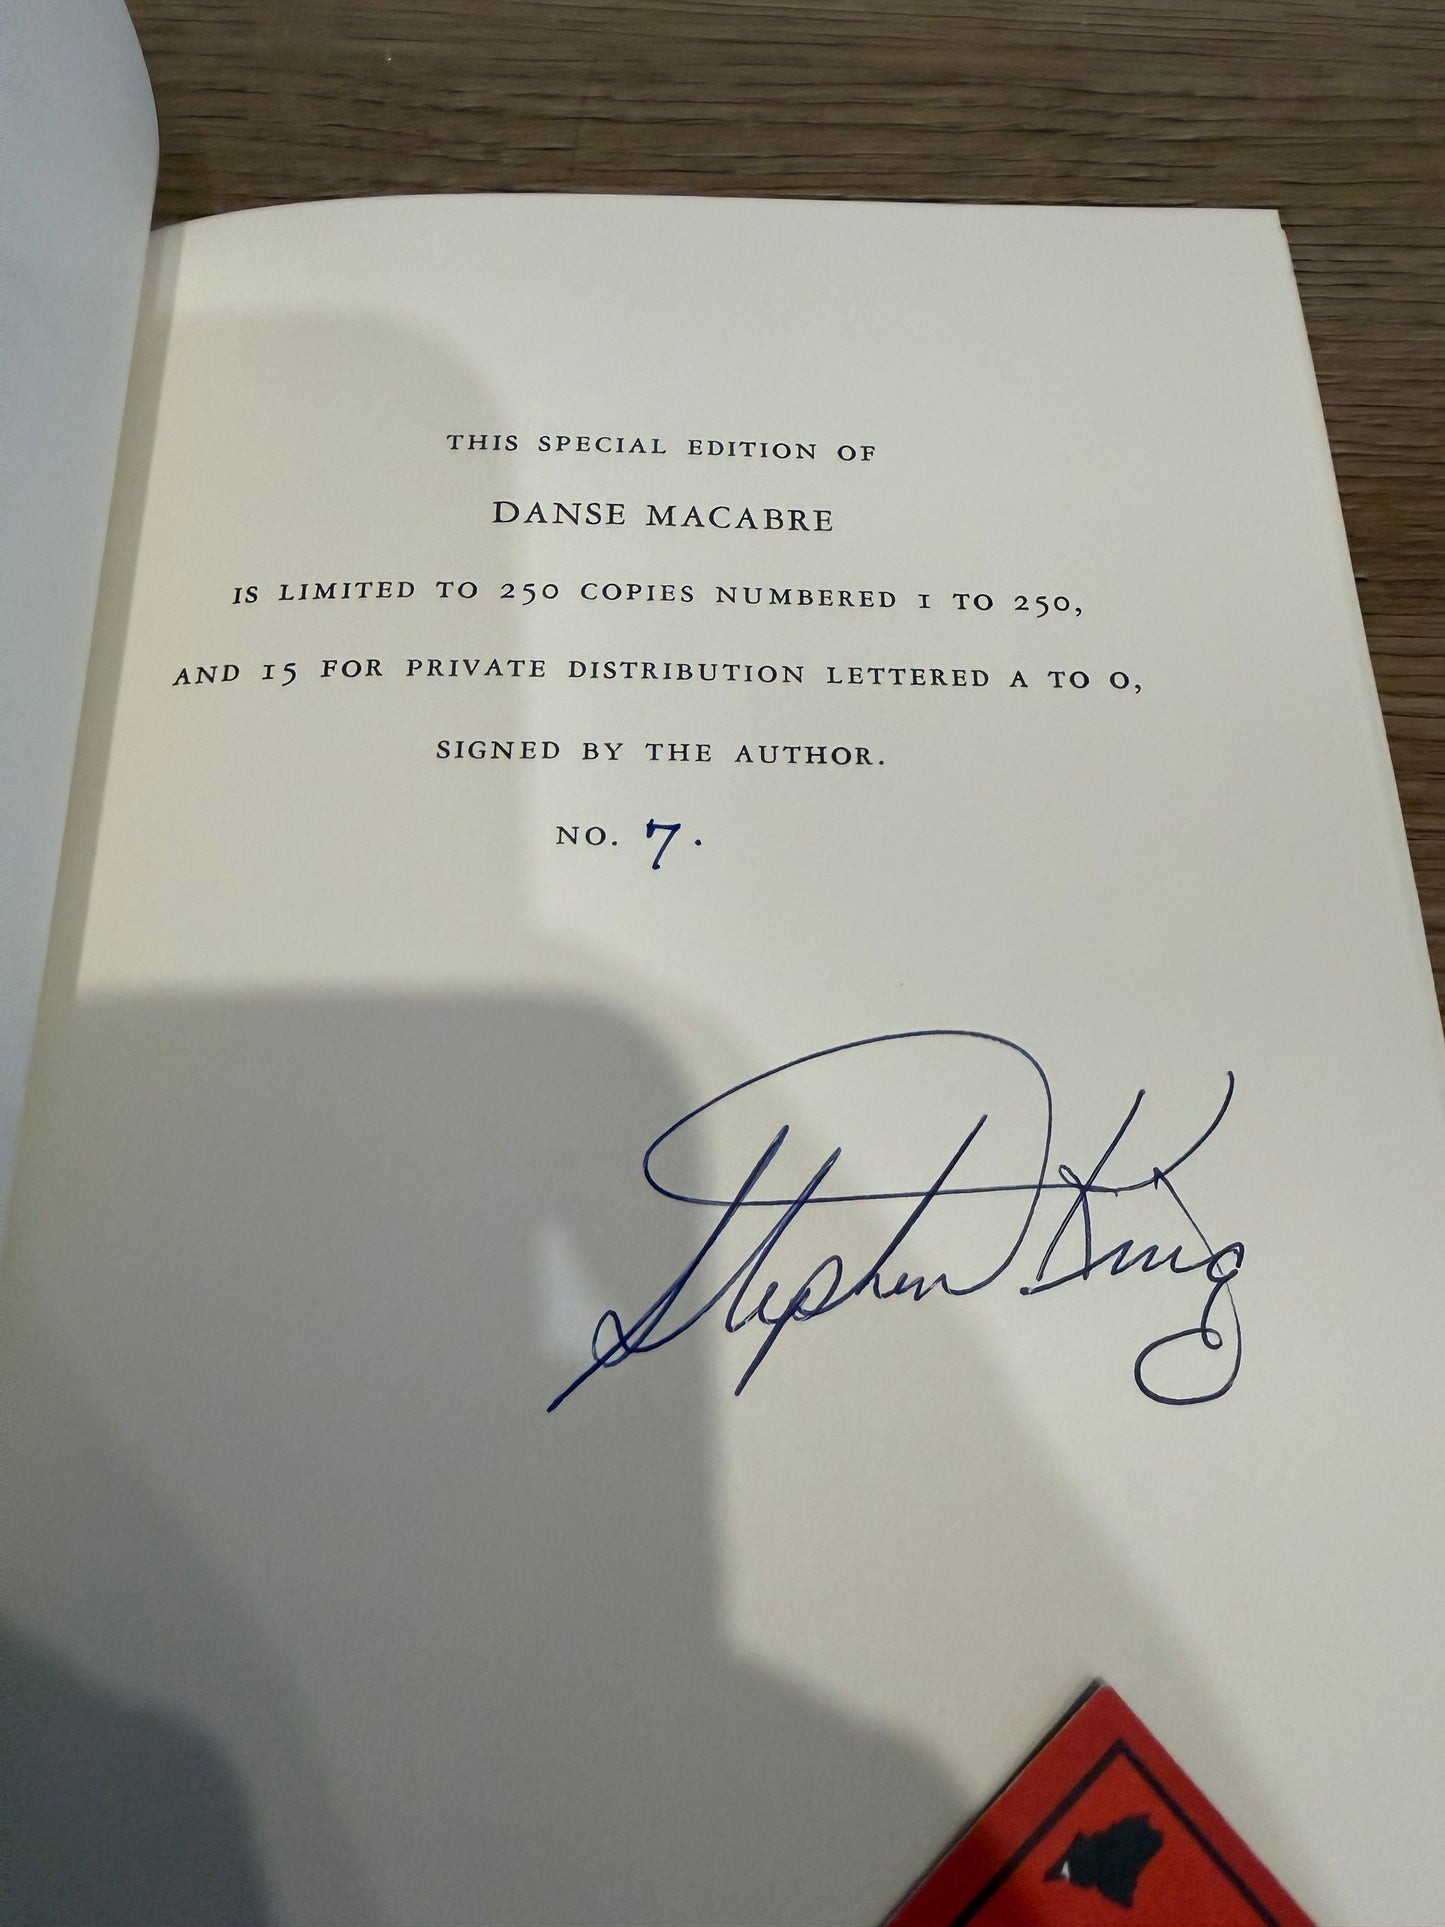 THIS SPECIAL EDITION OF
DANSE MACABRE
IS LIMITED TO 250 COPIES NUMBERED 1 TO 250,
AND 15 FOR PRIVATE DISTRIBUTION LETTERED A TO O,
SIGNED BY THE AUTHOR.
NO. 7.
Stephen King